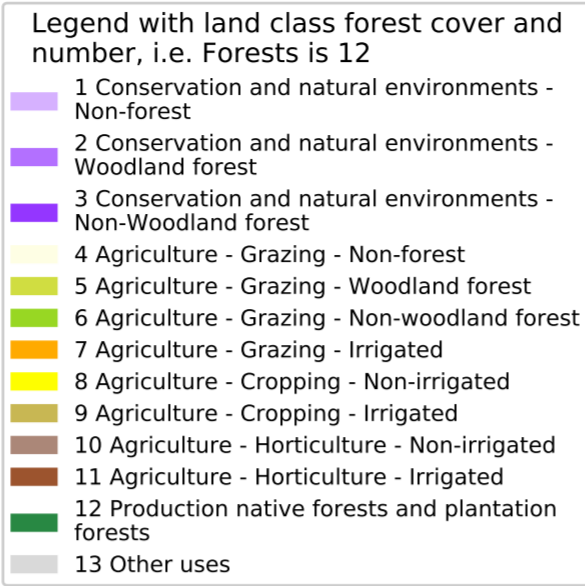 Legend with land class forest cover and
number, i.e. Forests is 12
1 Conservation and natural environments -
Non-forest
2 Conservation and natural environments -
Woodland forest
3 Conservation and natural environments -
Non-Woodland forest
4 Agriculture - Grazing - Non-forest
5 Agriculture - Grazing - Woodland forest
6 Agriculture - Grazing - Non-woodland forest
7 Agriculture - Grazing - Irrigated
8 Agriculture - Cropping - Non-irrigated
9 Agriculture - Cropping - Irrigated
10 Agriculture - Horticulture - Non-irrigated
11 Agriculture - Horticulture - Irrigated
12 Production native forests and plantation
forests
13 Other uses